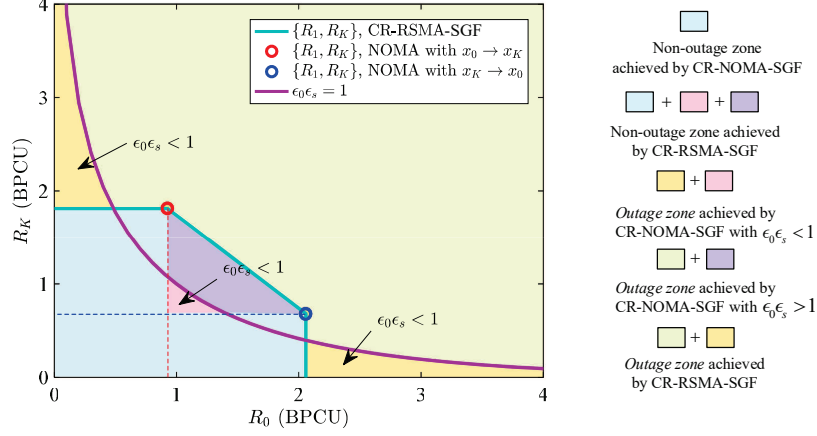 4
3
2
1
0
0
1
2
3
4
R_K (BPCU)
R_0 (BPCU)
{R_1, R_K}, CR-RSMA-SGF
{R_1, R_K}, NOMA with x_0 → x_K
{R_1, R_K}, NOMA with x_K → x_0
ϵ_0ϵ_s = 1
ϵ_0ϵ_s < 1
ϵ_0ϵ_s < 1
ϵ_0ϵ_s < 1
Non-outage zone
achieved by CR-NOMA-SGF
+ +
Non-outage zone achieved
by CR-RSMA-SGF
+
Outage zone achieved by
CR-NOMA-SGF with ϵ_0ϵ_s < 1
+
Outage zone achieved by
CR-NOMA-SGF with ϵ_0ϵ_s > 1
+
Outage zone achieved
by CR-RSMA-SGF